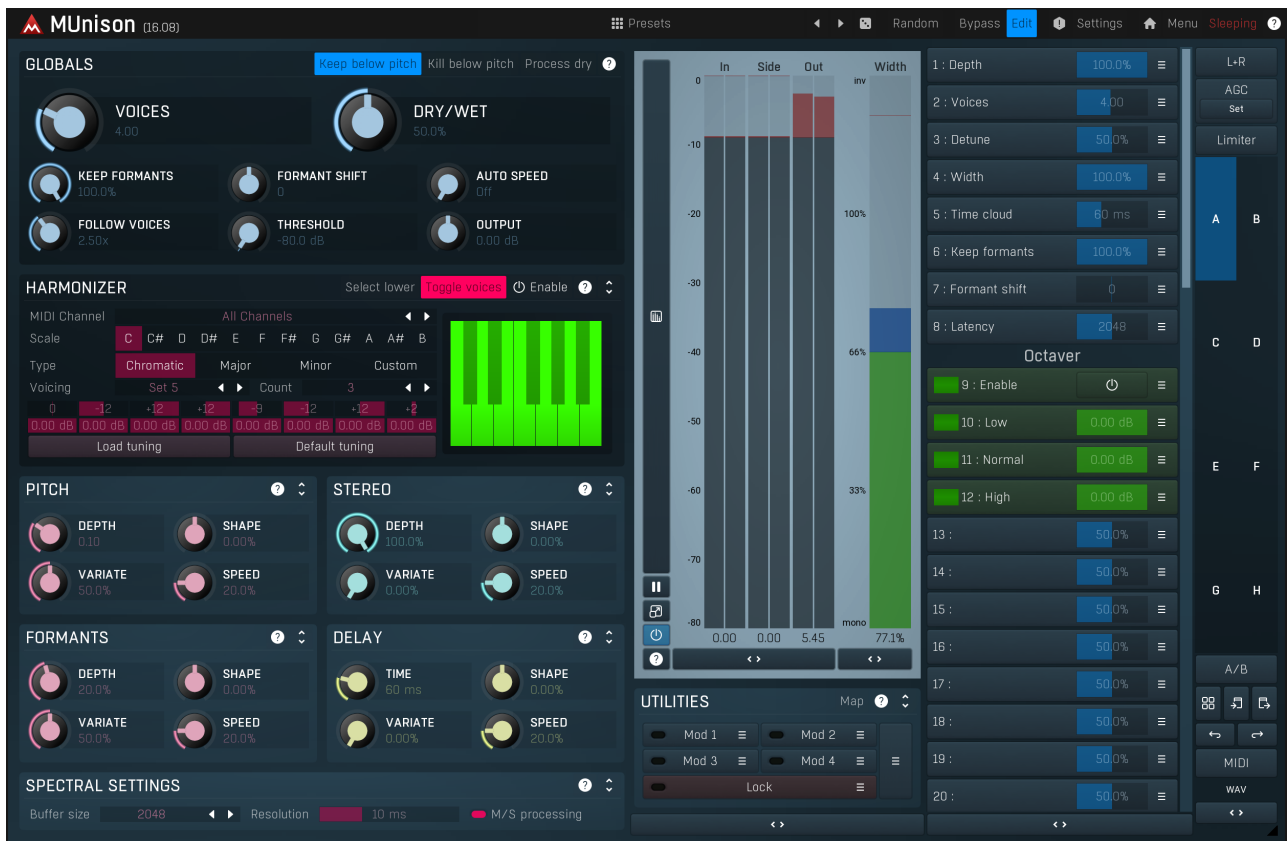 MUnison (16.08)
Presets
Random Bypass Edit Settings Menu Sleeping ?
GLOBALS
Keep below pitch Kill below pitch Process dry ?
VOICES
4.00
DRY/WET
50.0%
KEEP FORMANTS
100.0%
FORMANT SHIFT
0
AUTO SPEED
Off
FOLLOW VOICES
2.50x
THRESHOLD
-80.0 dB
OUTPUT
0.00 dB
HARMONIZER
Select lower Toggle voices Enable ?
MIDI Channel All Channels
Scale C C# D D# E F F# G G# A A# B
Type Chromatic Major Minor Custom
Voicing Set 5 Count 3
0 -12 +12 +12 -9 -12 +12 +2
0.00 dB 0.00 dB 0.00 dB 0.00 dB 0.00 dB 0.00 dB 0.00 dB 0.00 dB
Load tuning Default tuning
PITCH ?
DEPTH
0.10
SHAPE
0.00%
VARIATE
50.0%
SPEED
20.0%
STEREO ?
DEPTH
100.0%
SHAPE
0.00%
VARIATE
0.00%
SPEED
20.0%
FORMANTS ?
DEPTH
20.0%
SHAPE
0.00%
VARIATE
50.0%
SPEED
20.0%
DELAY ?
TIME
60 ms
SHAPE
0.00%
VARIATE
0.00%
SPEED
20.0%
SPECTRAL SETTINGS ?
Buffer size 2048 Resolution 10 ms M/S processing
In Side Out Width
0
-10
-20
-30
-40
-50
-60
-70
-80
inv
100%
66%
33%
mono
0.00 0.00 5.45 77.1%
?
UTILITIES Map ?
Mod 1 Mod 2
Mod 3 Mod 4
Lock
1 : Depth 100.0%
2 : Voices 4.00
3 : Detune 50.0%
4 : Width 100.0%
5 : Time cloud 60 ms
6 : Keep formants 100.0%
7 : Formant shift 0
8 : Latency 2048
Octaver
9 : Enable
10 : Low 0.00 dB
11 : Normal 0.00 dB
12 : High 0.00 dB
13 : 50.0%
14 : 50.0%
15 : 50.0%
16 : 50.0%
17 : 50.0%
18 : 50.0%
19 : 50.0%
20 : 50.0%
L+R
AGC
Set
Limiter
A B
C D
E F
G H
A/B
MIDI
WAV